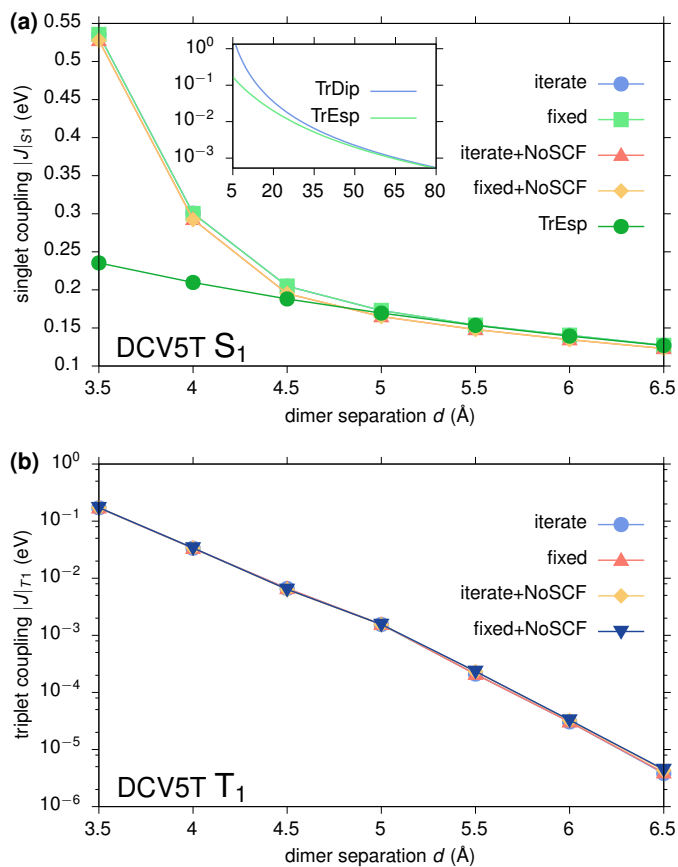 (a)
singlet coupling |J|S1 (eV)
0.55
0.5
0.45
0.4
0.35
0.3
0.25
0.2
0.15
0.1
10⁰
10⁻¹
10⁻²
10⁻³
TrDip
TrEsp
5 20 35 50 65 80
iterate
fixed
iterate+NoSCF
fixed+NoSCF
TrEsp
DCV5T S₁
3.5 4 4.5 5 5.5 6 6.5
dimer separation d (Å)
(b)
triplet coupling |J|T1 (eV)
10⁰
10⁻¹
10⁻²
10⁻³
10⁻⁴
10⁻⁵
10⁻⁶
iterate
fixed
iterate+NoSCF
fixed+NoSCF
DCV5T T₁
3.5 4 4.5 5 5.5 6 6.5
dimer separation d (Å)